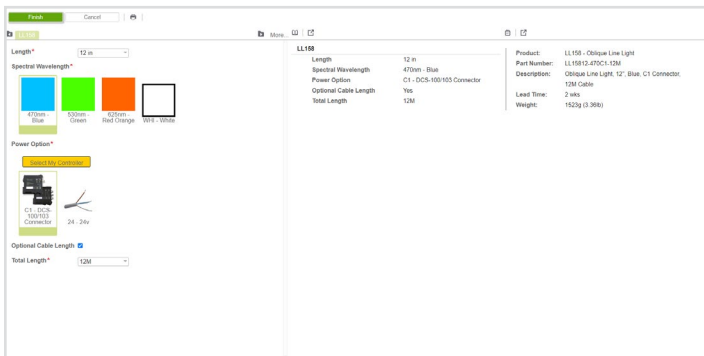 Finish Cancel
LL158 More...
Length* 12 in
Spectral Wavelength*
470nm - Blue
530nm - Green
625nm - Red Orange
WHI - White
Power Option*
Select My Controller
C1 - DCS-100/103 Connector
24 - 24v
Optional Cable Length
Total Length* 12M
LL158
Length 12 in
Spectral Wavelength 470nm - Blue
Power Option C1 - DCS-100/103 Connector
Optional Cable Length Yes
Total Length 12M
Product: LL158 - Oblique Line Light
Part Number: LL15812-470C1-12M
Description: Oblique Line Light, 12", Blue, C1 Connector,
12M Cable
Lead Time: 2 wks
Weight: 1523g (3.36lb)